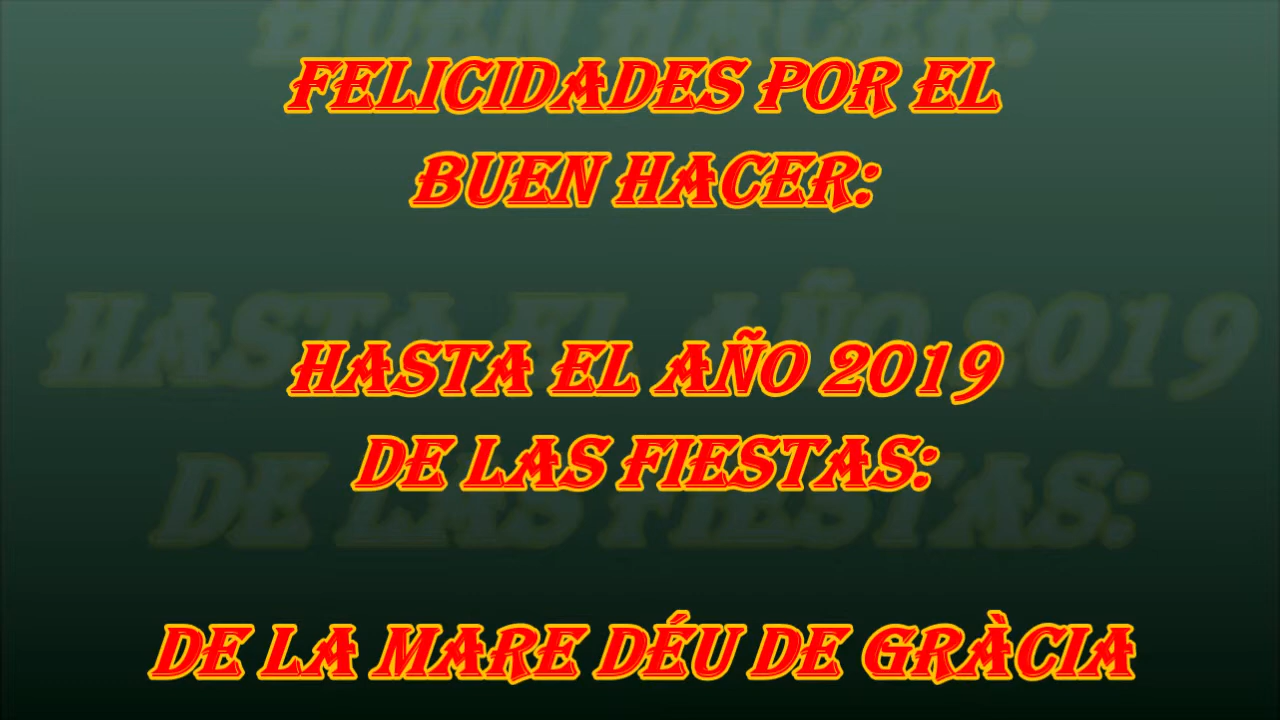 FELICIDADES POR EL
BUEN HACER:
HASTA EL AÑO 2019
DE LAS FIESTAS:
DE LA MARE DÉU DE GRÀCIA